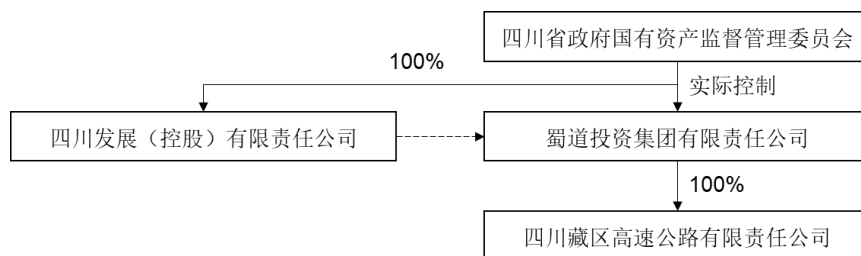 四川省政府国有资产监督管理委员会
100%
实际控制
四川发展（控股）有限责任公司
蜀道投资集团有限责任公司
100%
四川藏区高速公路有限责任公司